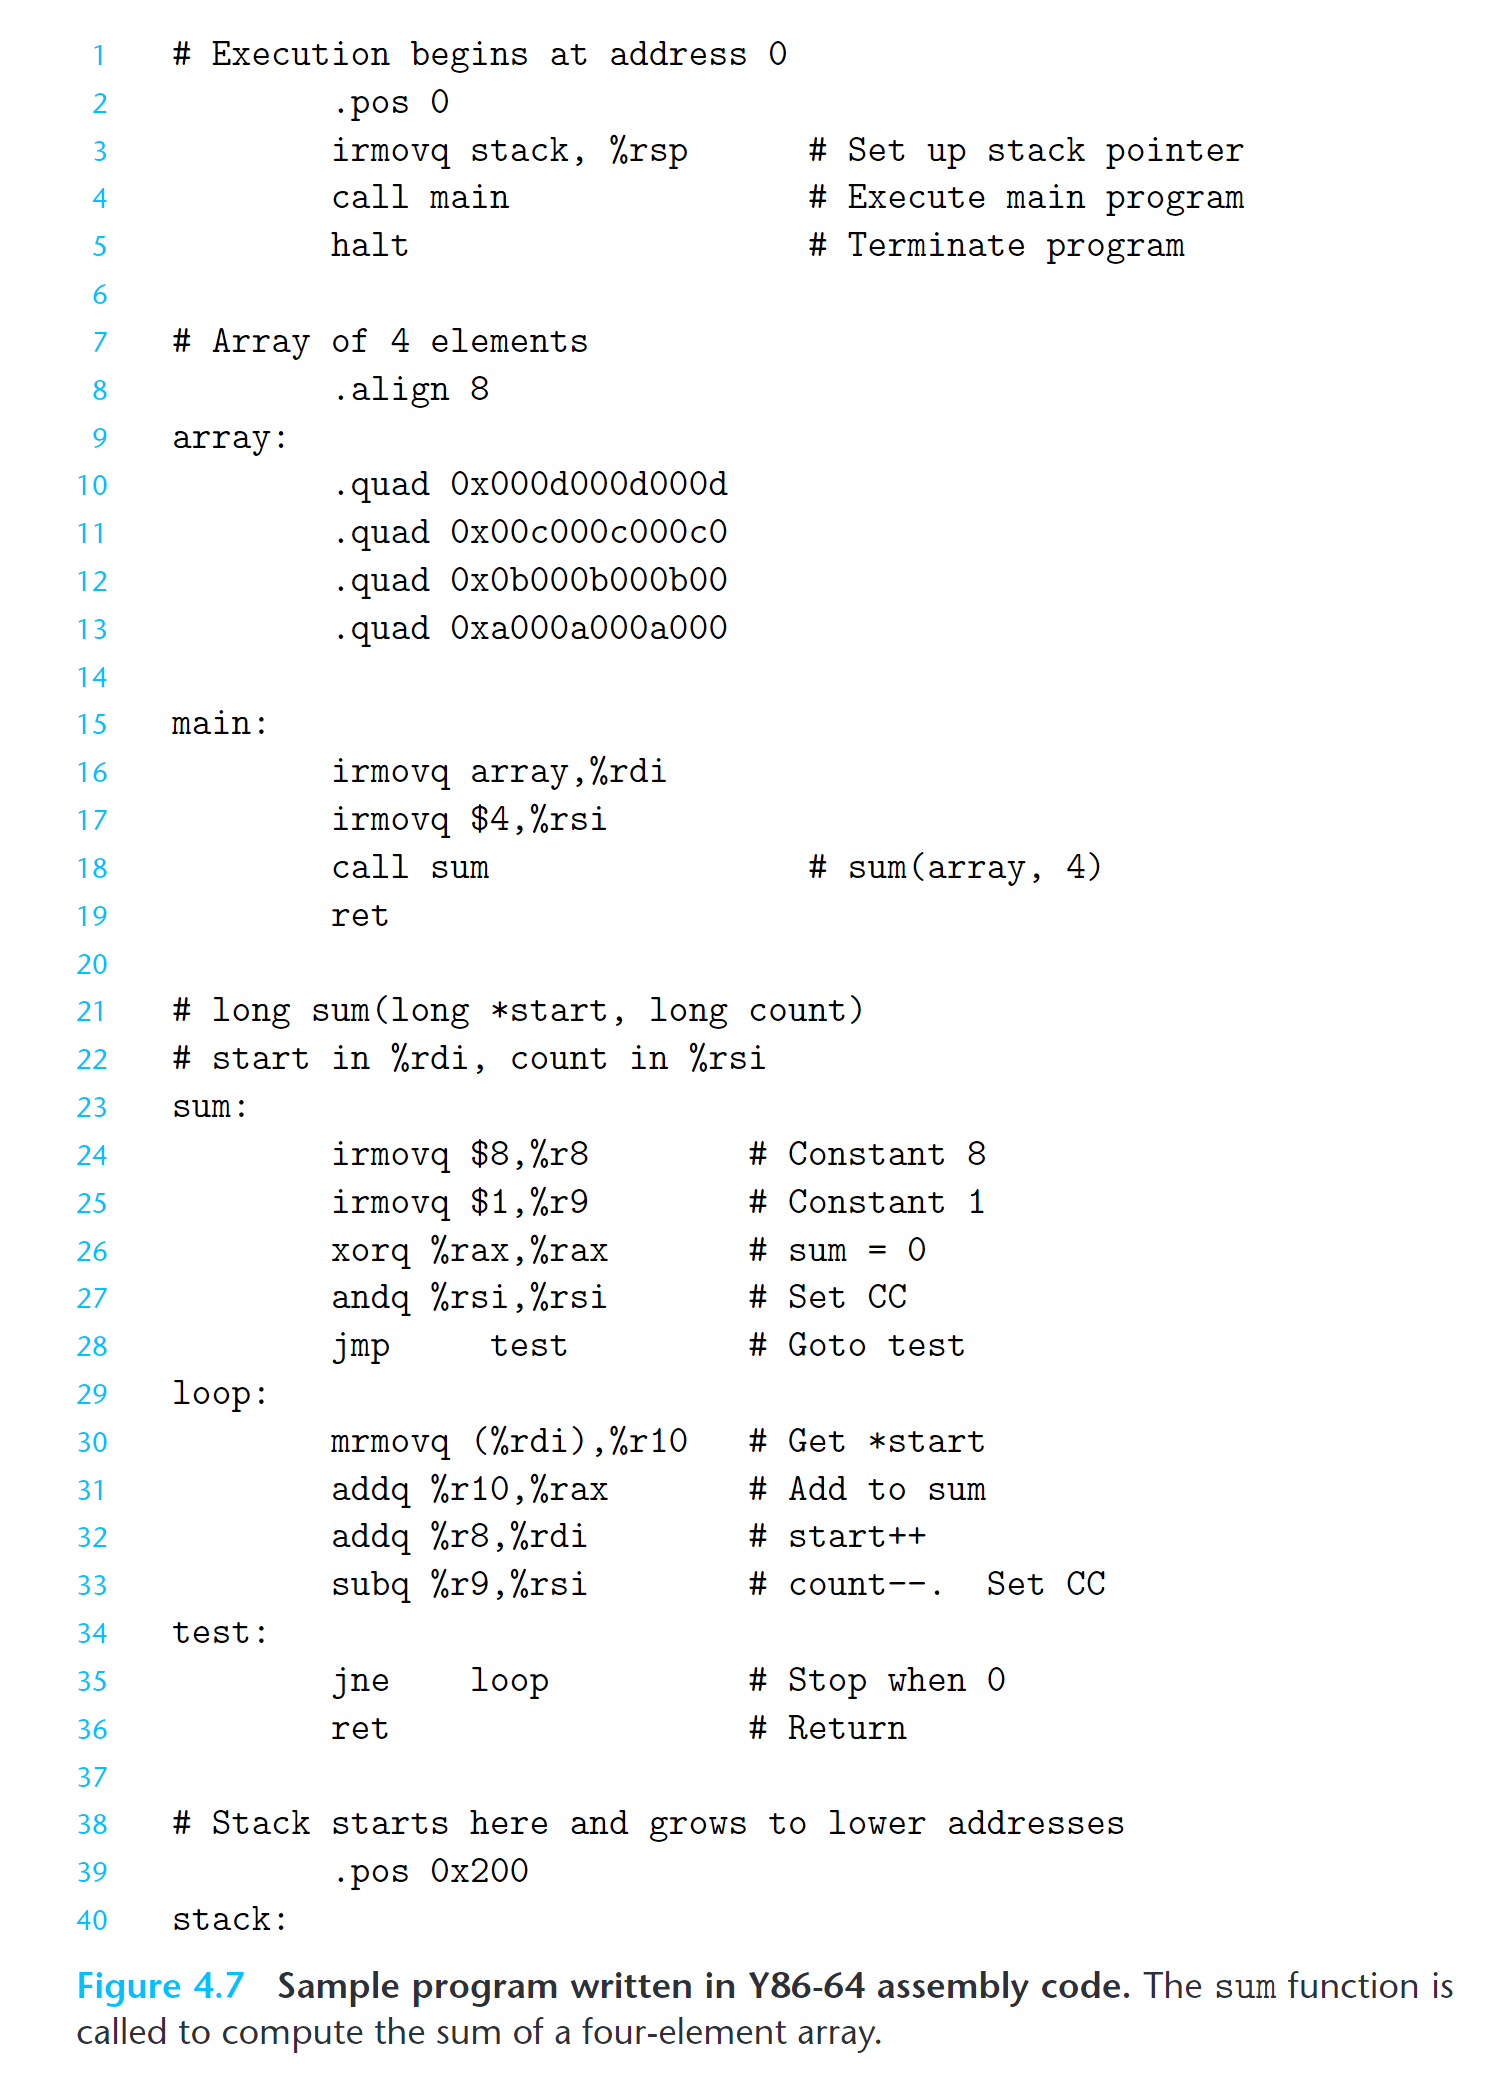 1 # Execution begins at address 0
2 .pos 0
3 irmovq stack, %rsp # Set up stack pointer
4 call main # Execute main program
5 halt # Terminate program
6
7 # Array of 4 elements
8 .align 8
9 array:
10 .quad 0x000d000d000d
11 .quad 0x00c000c000c0
12 .quad 0x0b000b000b00
13 .quad 0xa000a000a000
14
15 main:
16 irmovq array,%rdi
17 irmovq $4,%rsi
18 call sum # sum(array, 4)
19 ret
20
21 # long sum(long *start, long count)
22 # start in %rdi, count in %rsi
23 sum:
24 irmovq $8,%r8 # Constant 8
25 irmovq $1,%r9 # Constant 1
26 xorq %rax,%rax # sum = 0
27 andq %rsi,%rsi # Set CC
28 jmp test # Goto test
29 loop:
30 mrmovq (%rdi),%r10 # Get *start
31 addq %r10,%rax # Add to sum
32 addq %r8,%rdi # start++
33 subq %r9,%rsi # count--. Set CC
34 test:
35 jne loop # Stop when 0
36 ret # Return
37
38 # Stack starts here and grows to lower addresses
39 .pos 0x200
40 stack:
Figure 4.7 Sample program written in Y86-64 assembly code. The sum function is
called to compute the sum of a four-element array.